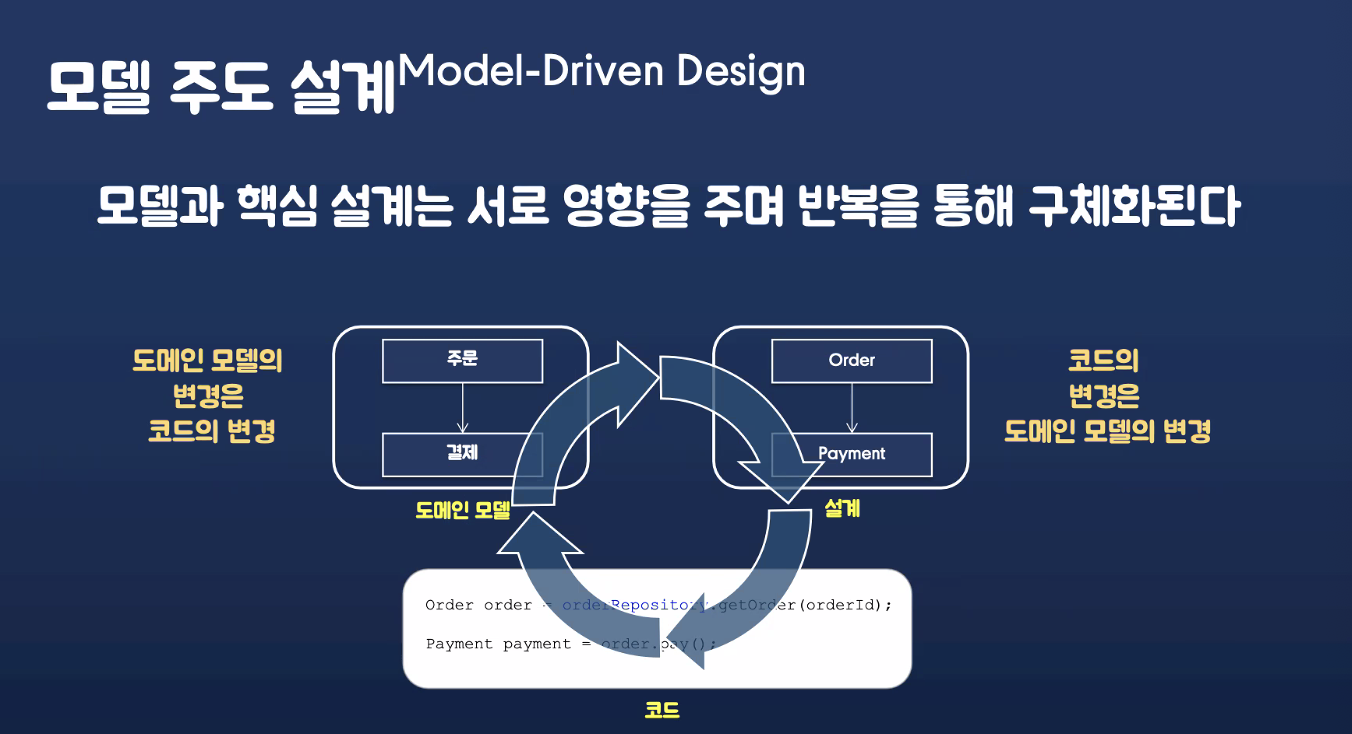 모델 주도 설계Model-Driven Design
모델과 핵심 설계는 서로 영향을 주며 반복을 통해 구체화된다
도메인 모델의
변경은
코드의 변경
주문
결제
도메인 모델
Order
Payment
설계
코드의
변경은
도메인 모델의 변경
Order order = orderRepository.getOrder(orderId);
Payment payment = order.pay();
코드